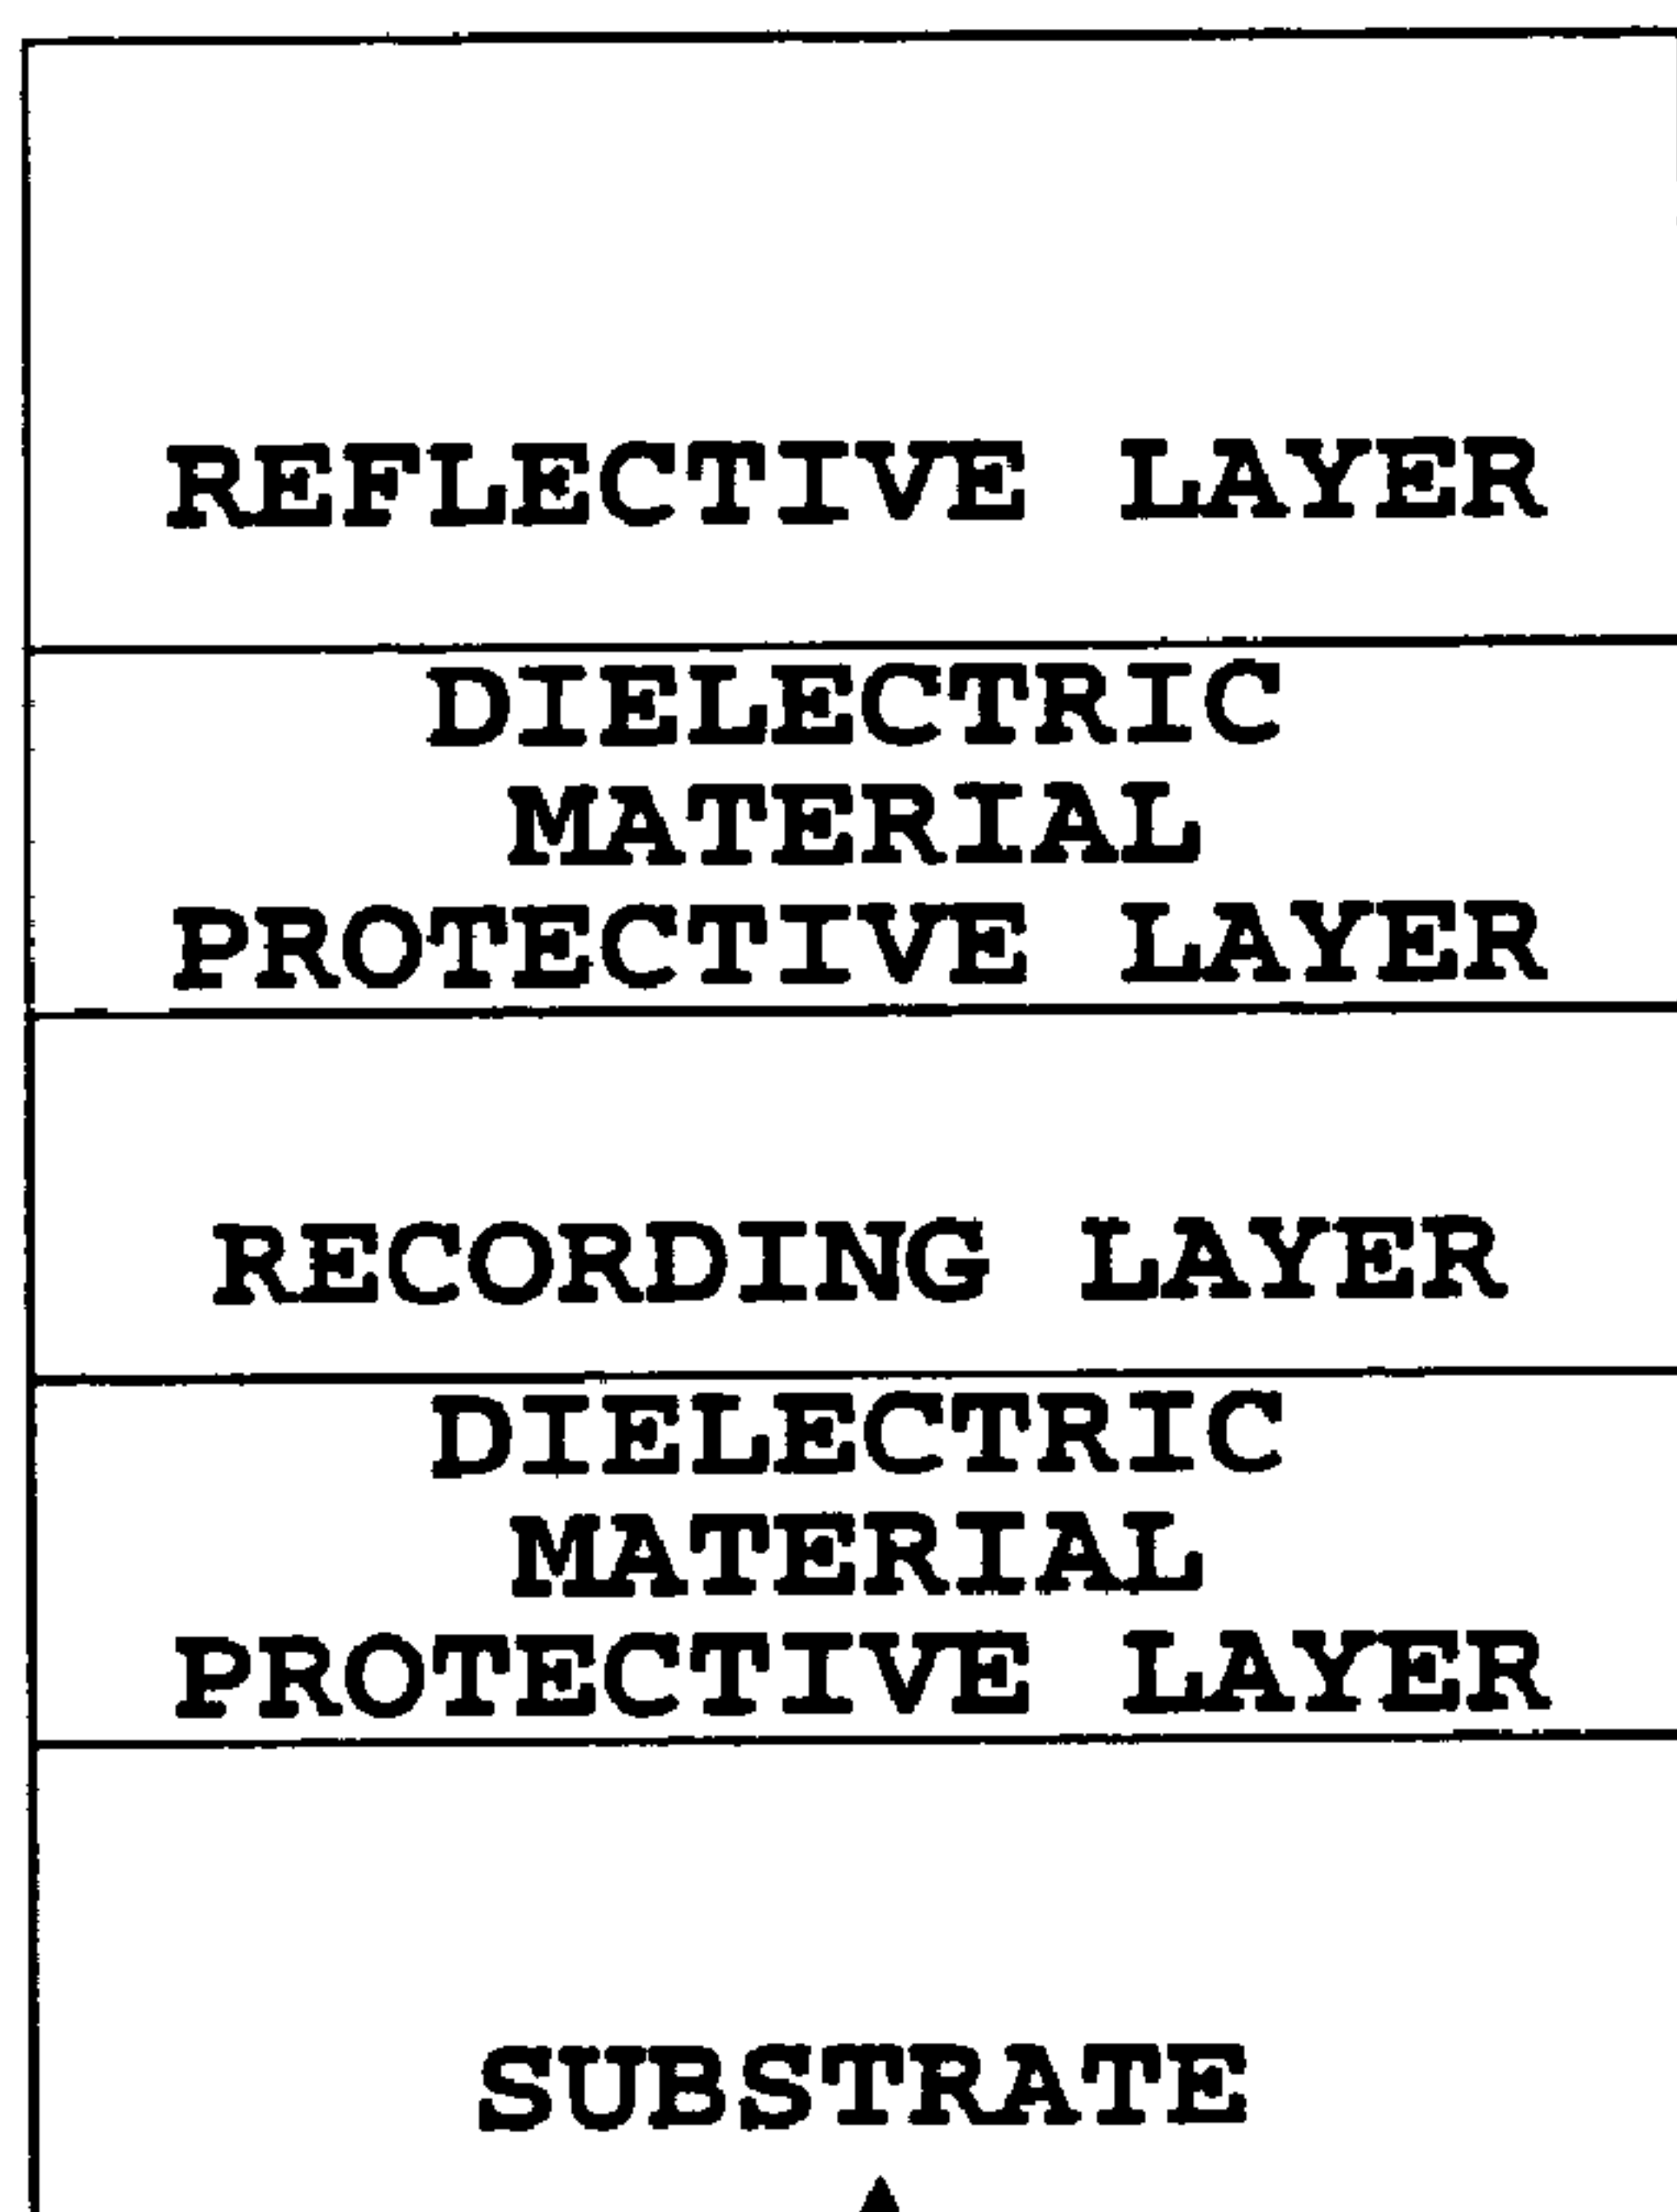 REFLECTIVE LAYER
DIELECTRIC
MATERIAL
PROTECTIVE LAYER
RECORDING LAYER
DIELECTRIC
MATERIAL
PROTECTIVE LAYER
SUBSTRATE